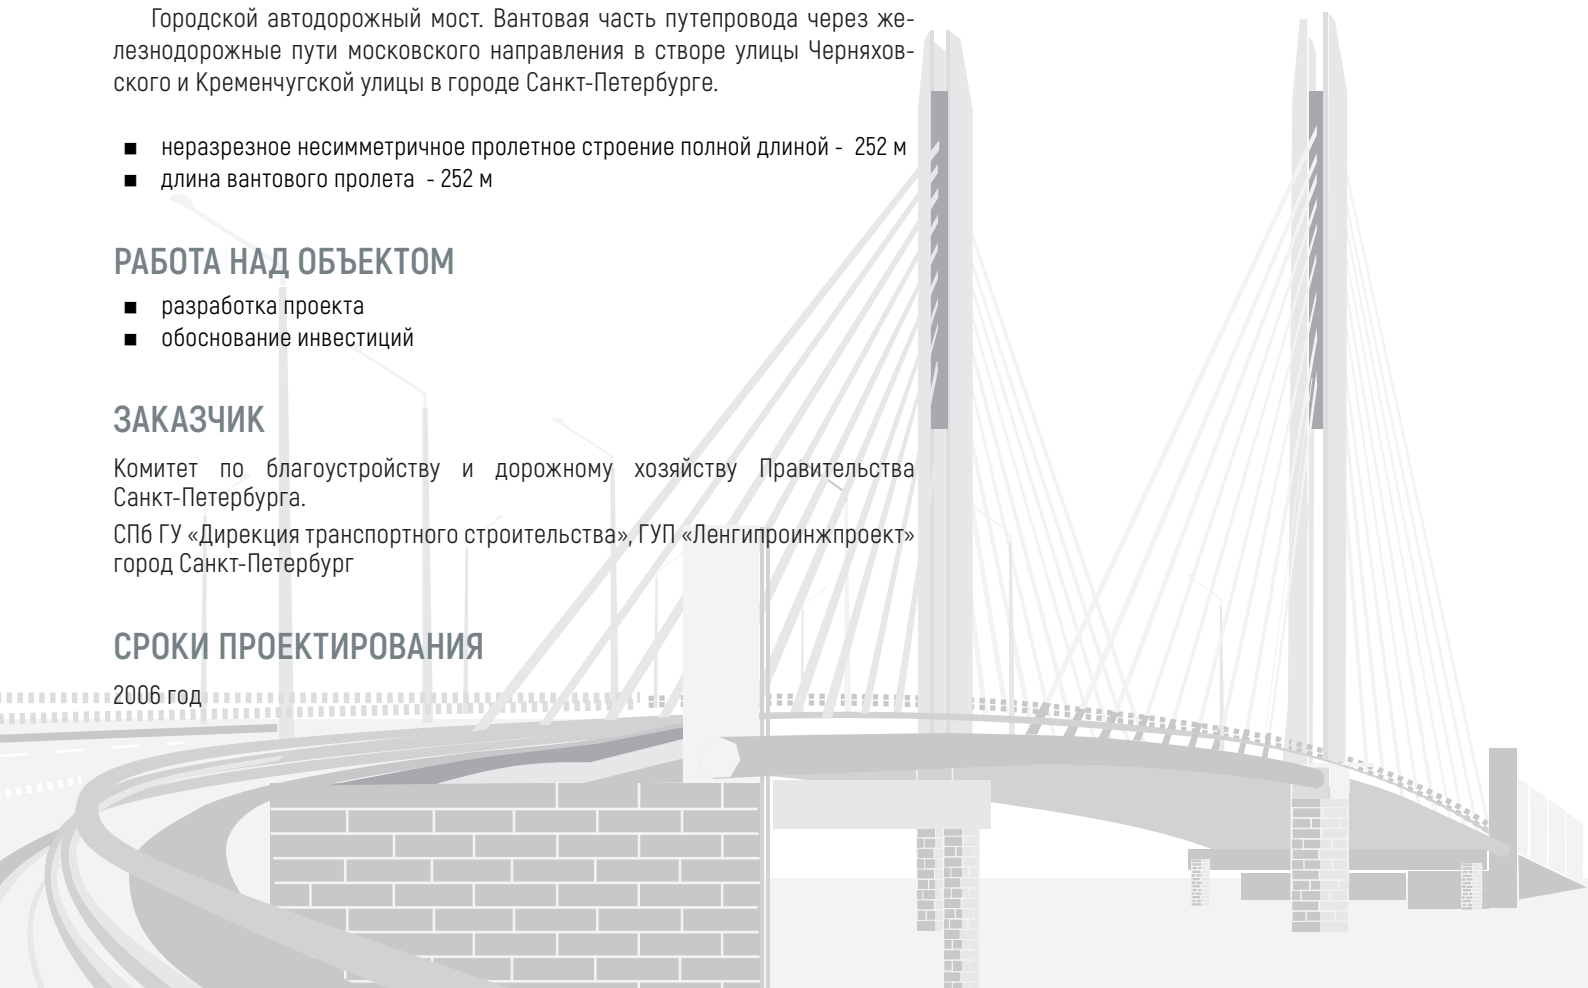 Городской автодорожный мост. Вантовая часть путепровода через же-
лезнодорожные пути московского направления в створе улицы Черняхов-
ского и Кременчугской улицы в городе Санкт-Петербурге.
■ неразрезное несимметричное пролетное строение полной длиной - 252 м
■ длина вантового пролета - 252 м
РАБОТА НАД ОБЪЕКТОМ
■ разработка проекта
■ обоснование инвестиций
ЗАКАЗЧИК
Комитет по благоустройству и дорожному хозяйству Правительства
Санкт-Петербурга.
СПб ГУ «Дирекция транспортного строительства», ГУП «Ленгипроинжпроект»
город Санкт-Петербург
СРОКИ ПРОЕКТИРОВАНИЯ
2006 год